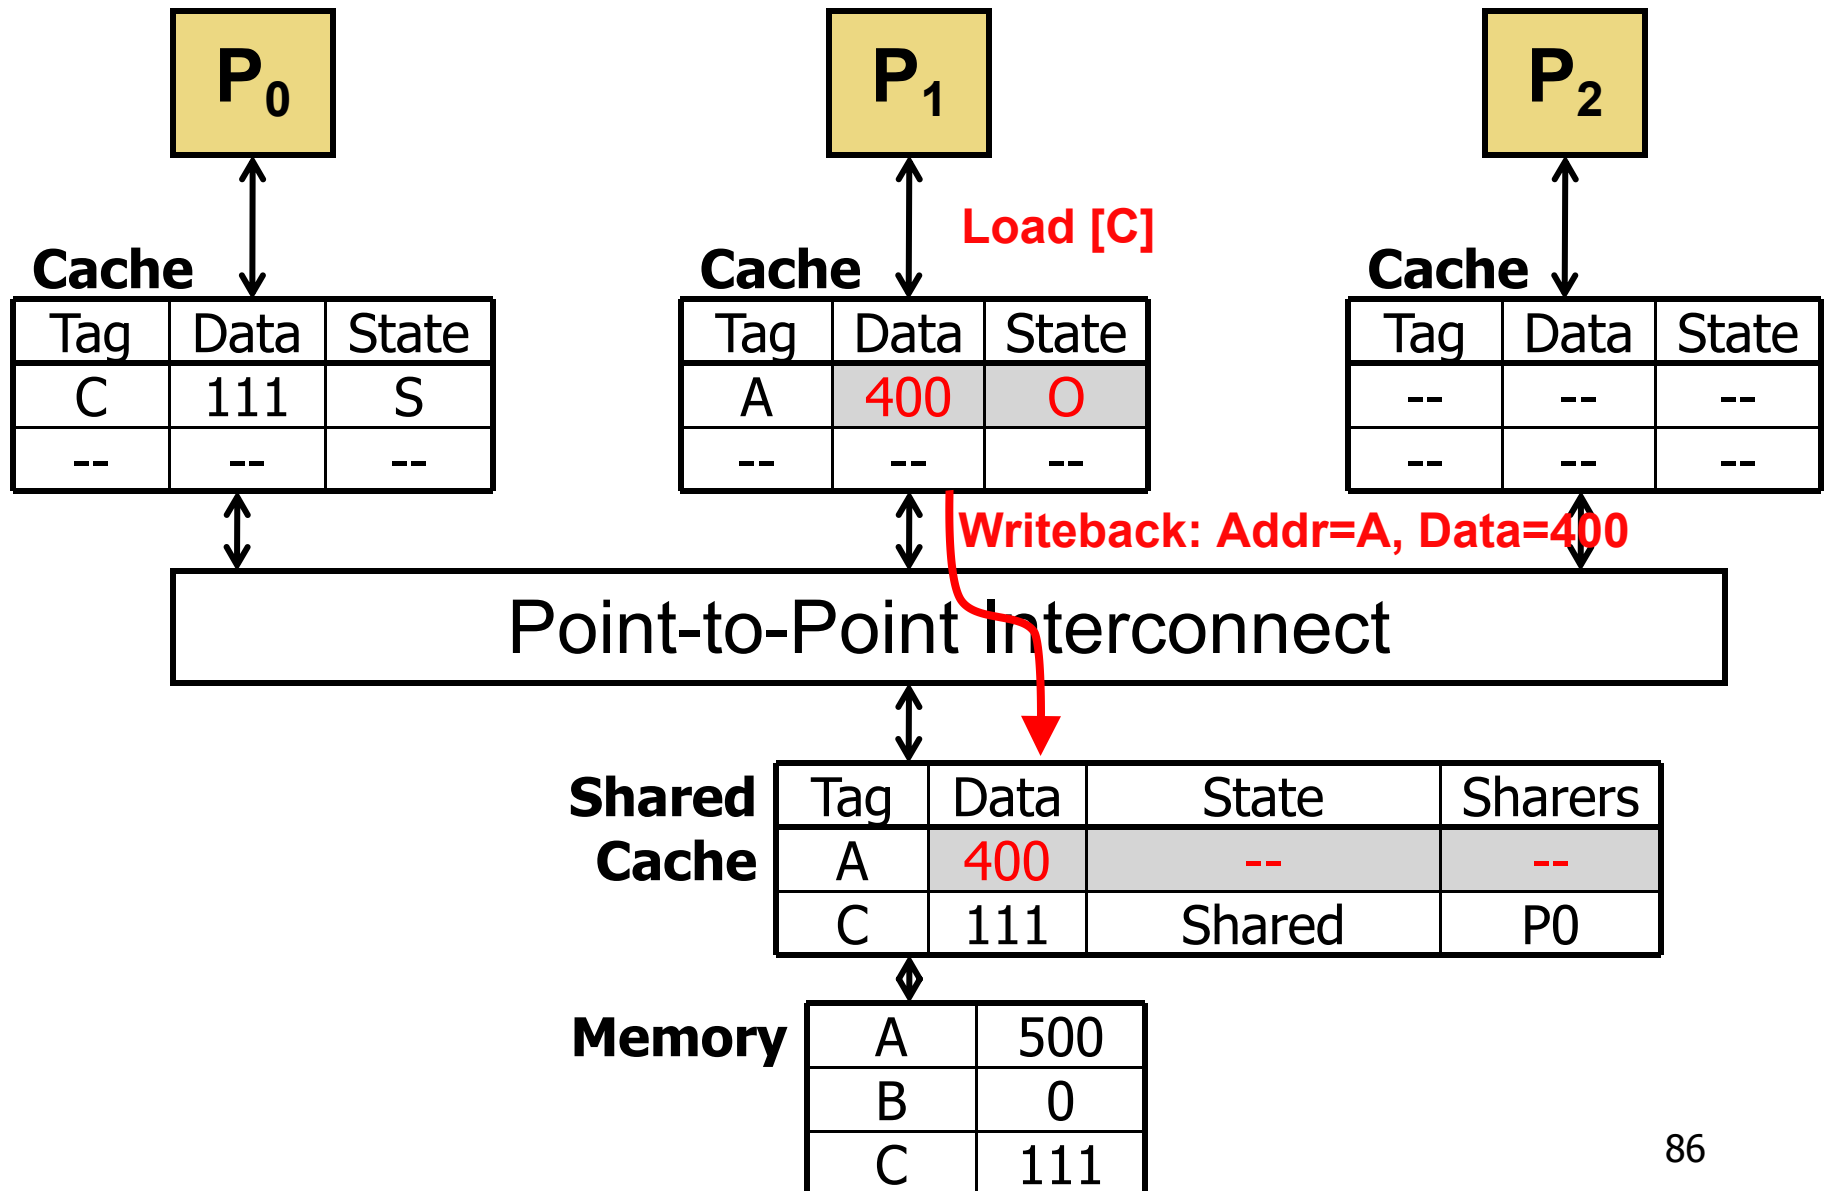 P0 P1 P2
Load [C]
Cache Cache Cache
Tag Data State Tag Data State Tag Data State
C 111 S A 400 O -- -- --
-- -- -- -- -- -- -- -- --
Writeback: Addr=A, Data=400
Point-to-Point Interconnect
Shared Tag Data State Sharers
Cache A 400 -- --
C 111 Shared P0
Memory A 500
B 0
C 111
86